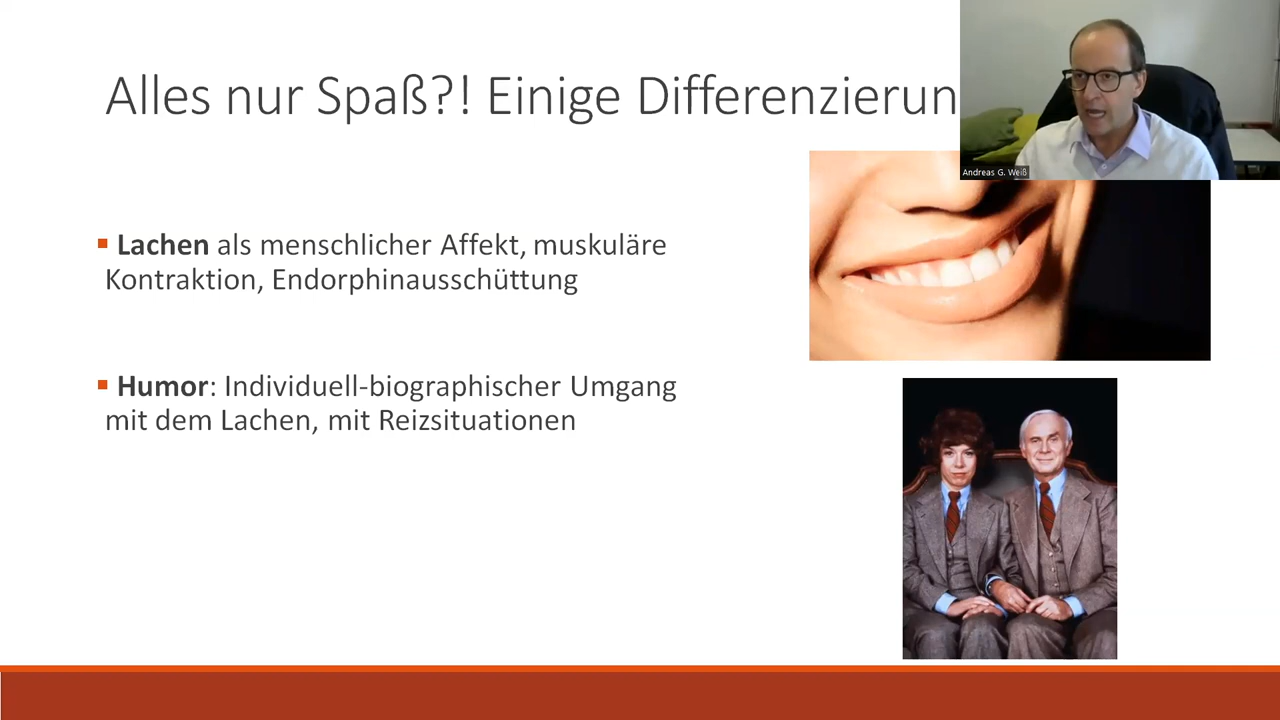 Alles nur Spaß?! Einige Differenzierun
Andreas G. Weiß
▪ Lachen als menschlicher Affekt, muskuläre
Kontraktion, Endorphinausschüttung
▪ Humor: Individuell-biographischer Umgang
mit dem Lachen, mit Reizsituationen